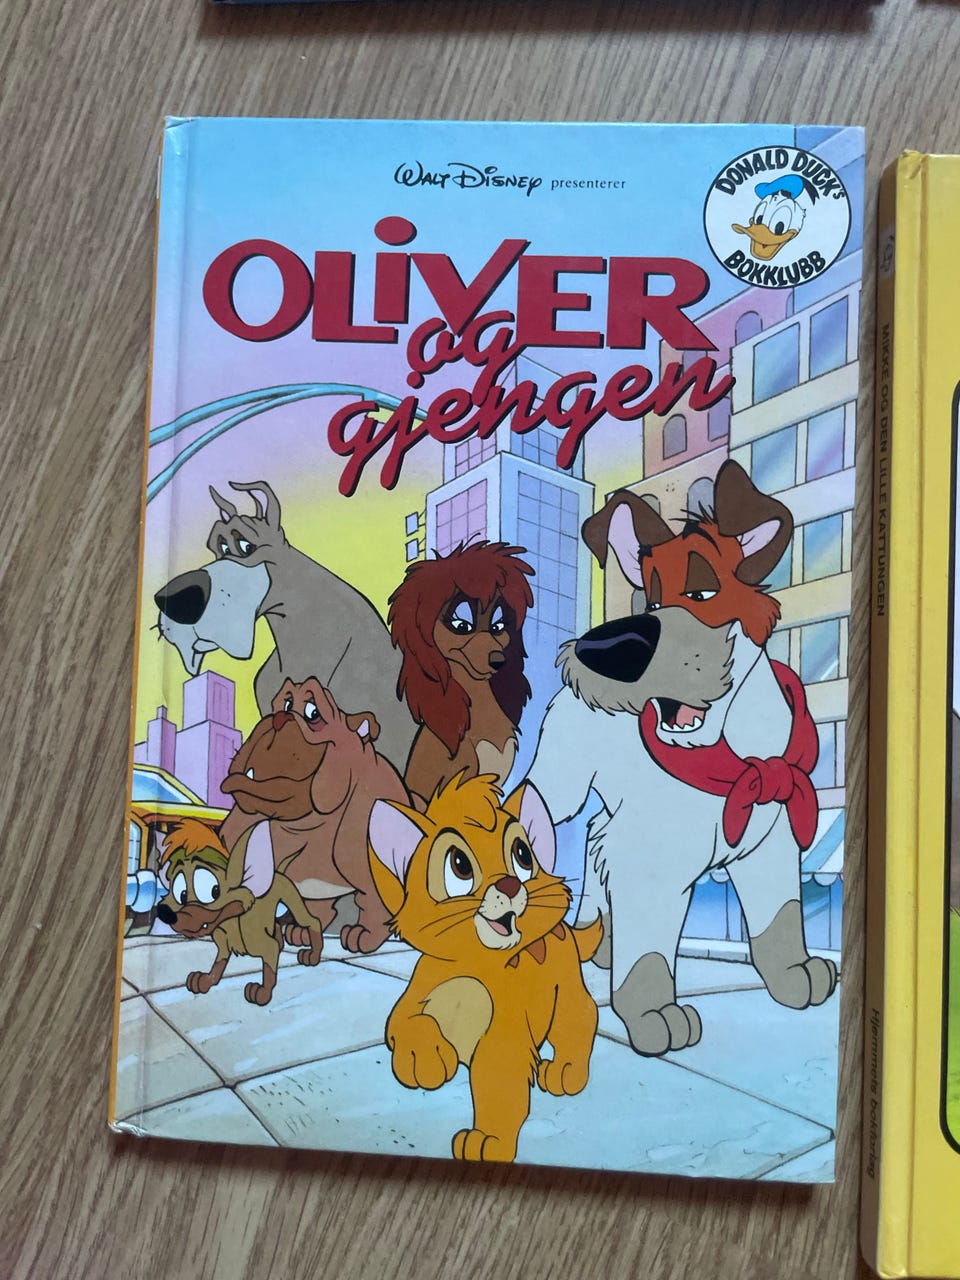 Walt Disney presenterer
DONALD DUCK's
BOKKLUBB
OLiVER
og
gjengen
MIKKE OG DEN LILLE KATTUNGEN
Hjemmets bokforlag